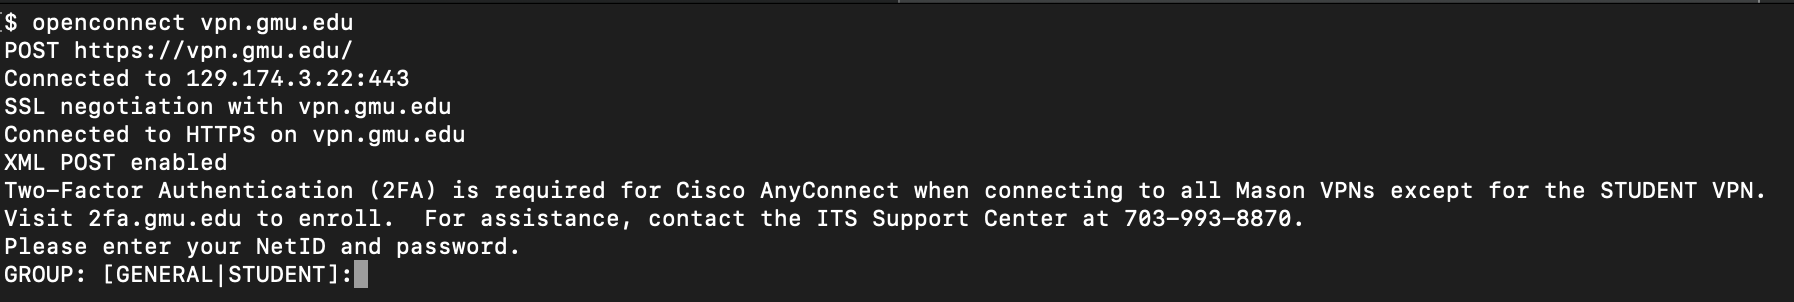 $ openconnect vpn.gmu.edu
POST https://vpn.gmu.edu/
Connected to 129.174.3.22:443
SSL negotiation with vpn.gmu.edu
Connected to HTTPS on vpn.gmu.edu
XML POST enabled
Two-Factor Authentication (2FA) is required for Cisco AnyConnect when connecting to all Mason VPNs except for the STUDENT VPN.
Visit 2fa.gmu.edu to enroll.  For assistance, contact the ITS Support Center at 703-993-8870.
Please enter your NetID and password.
GROUP: [GENERAL|STUDENT]: